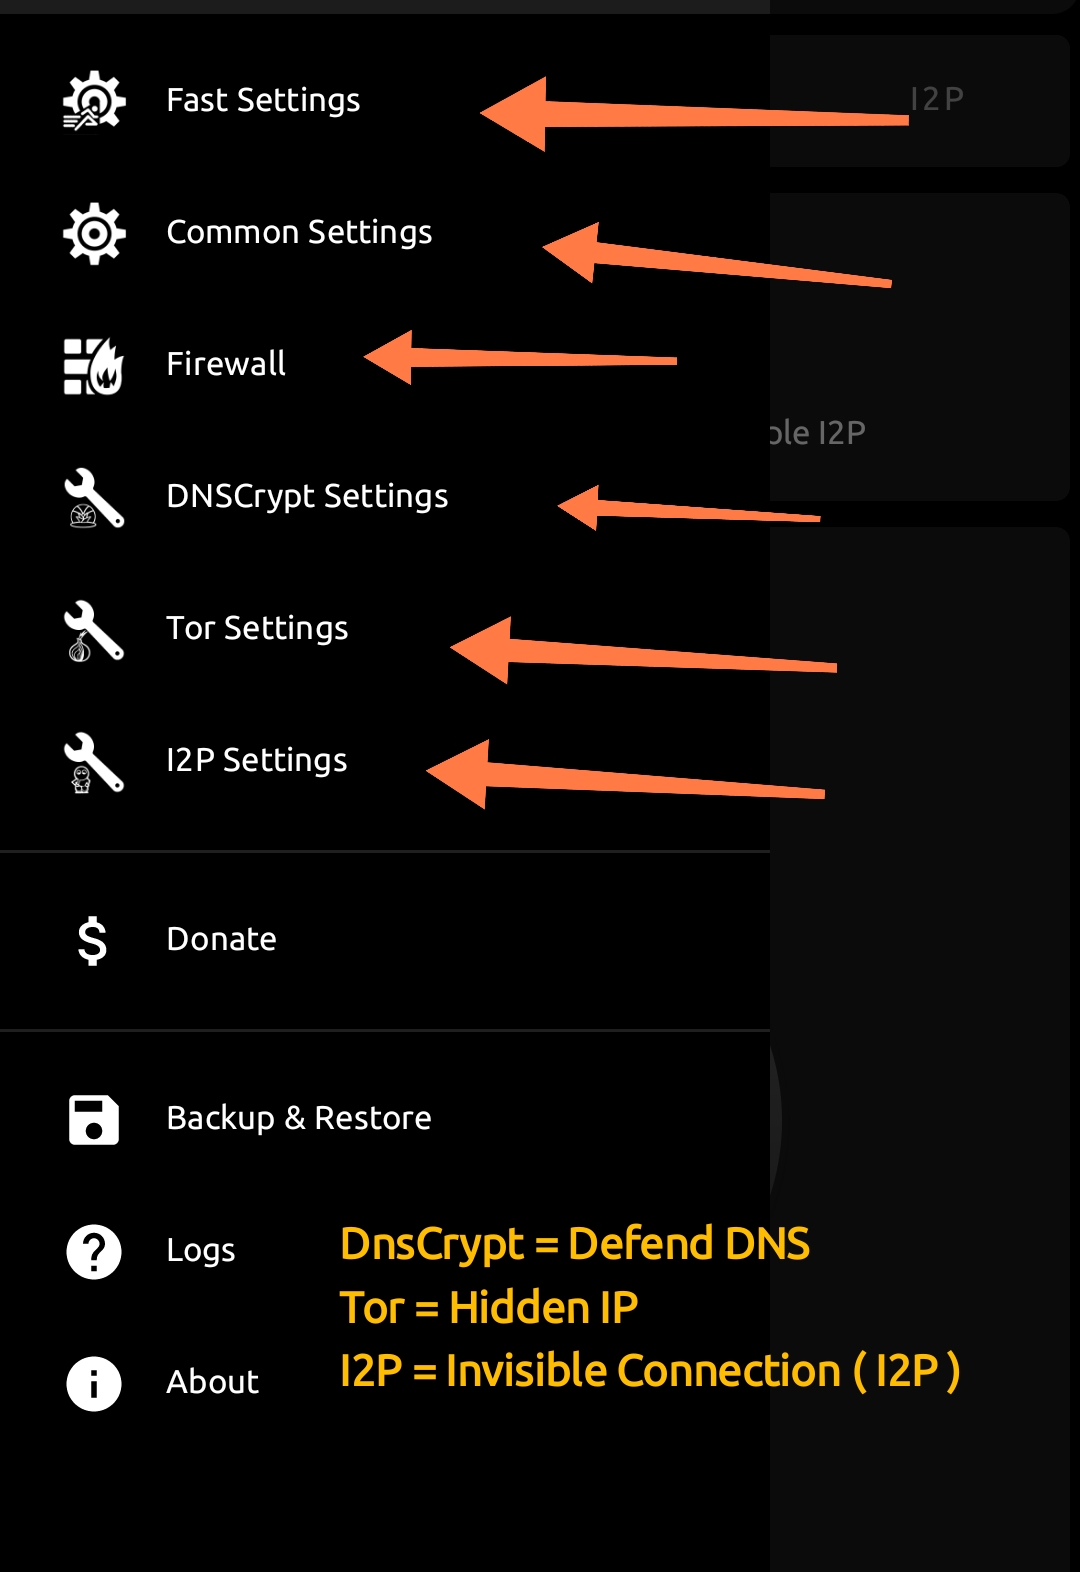 Fast Settings
I2P
Common Settings
Firewall
ole I2P
DNSCrypt Settings
Tor Settings
I2P Settings
Donate
Backup & Restore
Logs
DnsCrypt = Defend DNS
Tor = Hidden IP
I2P = Invisible Connection ( I2P )
About